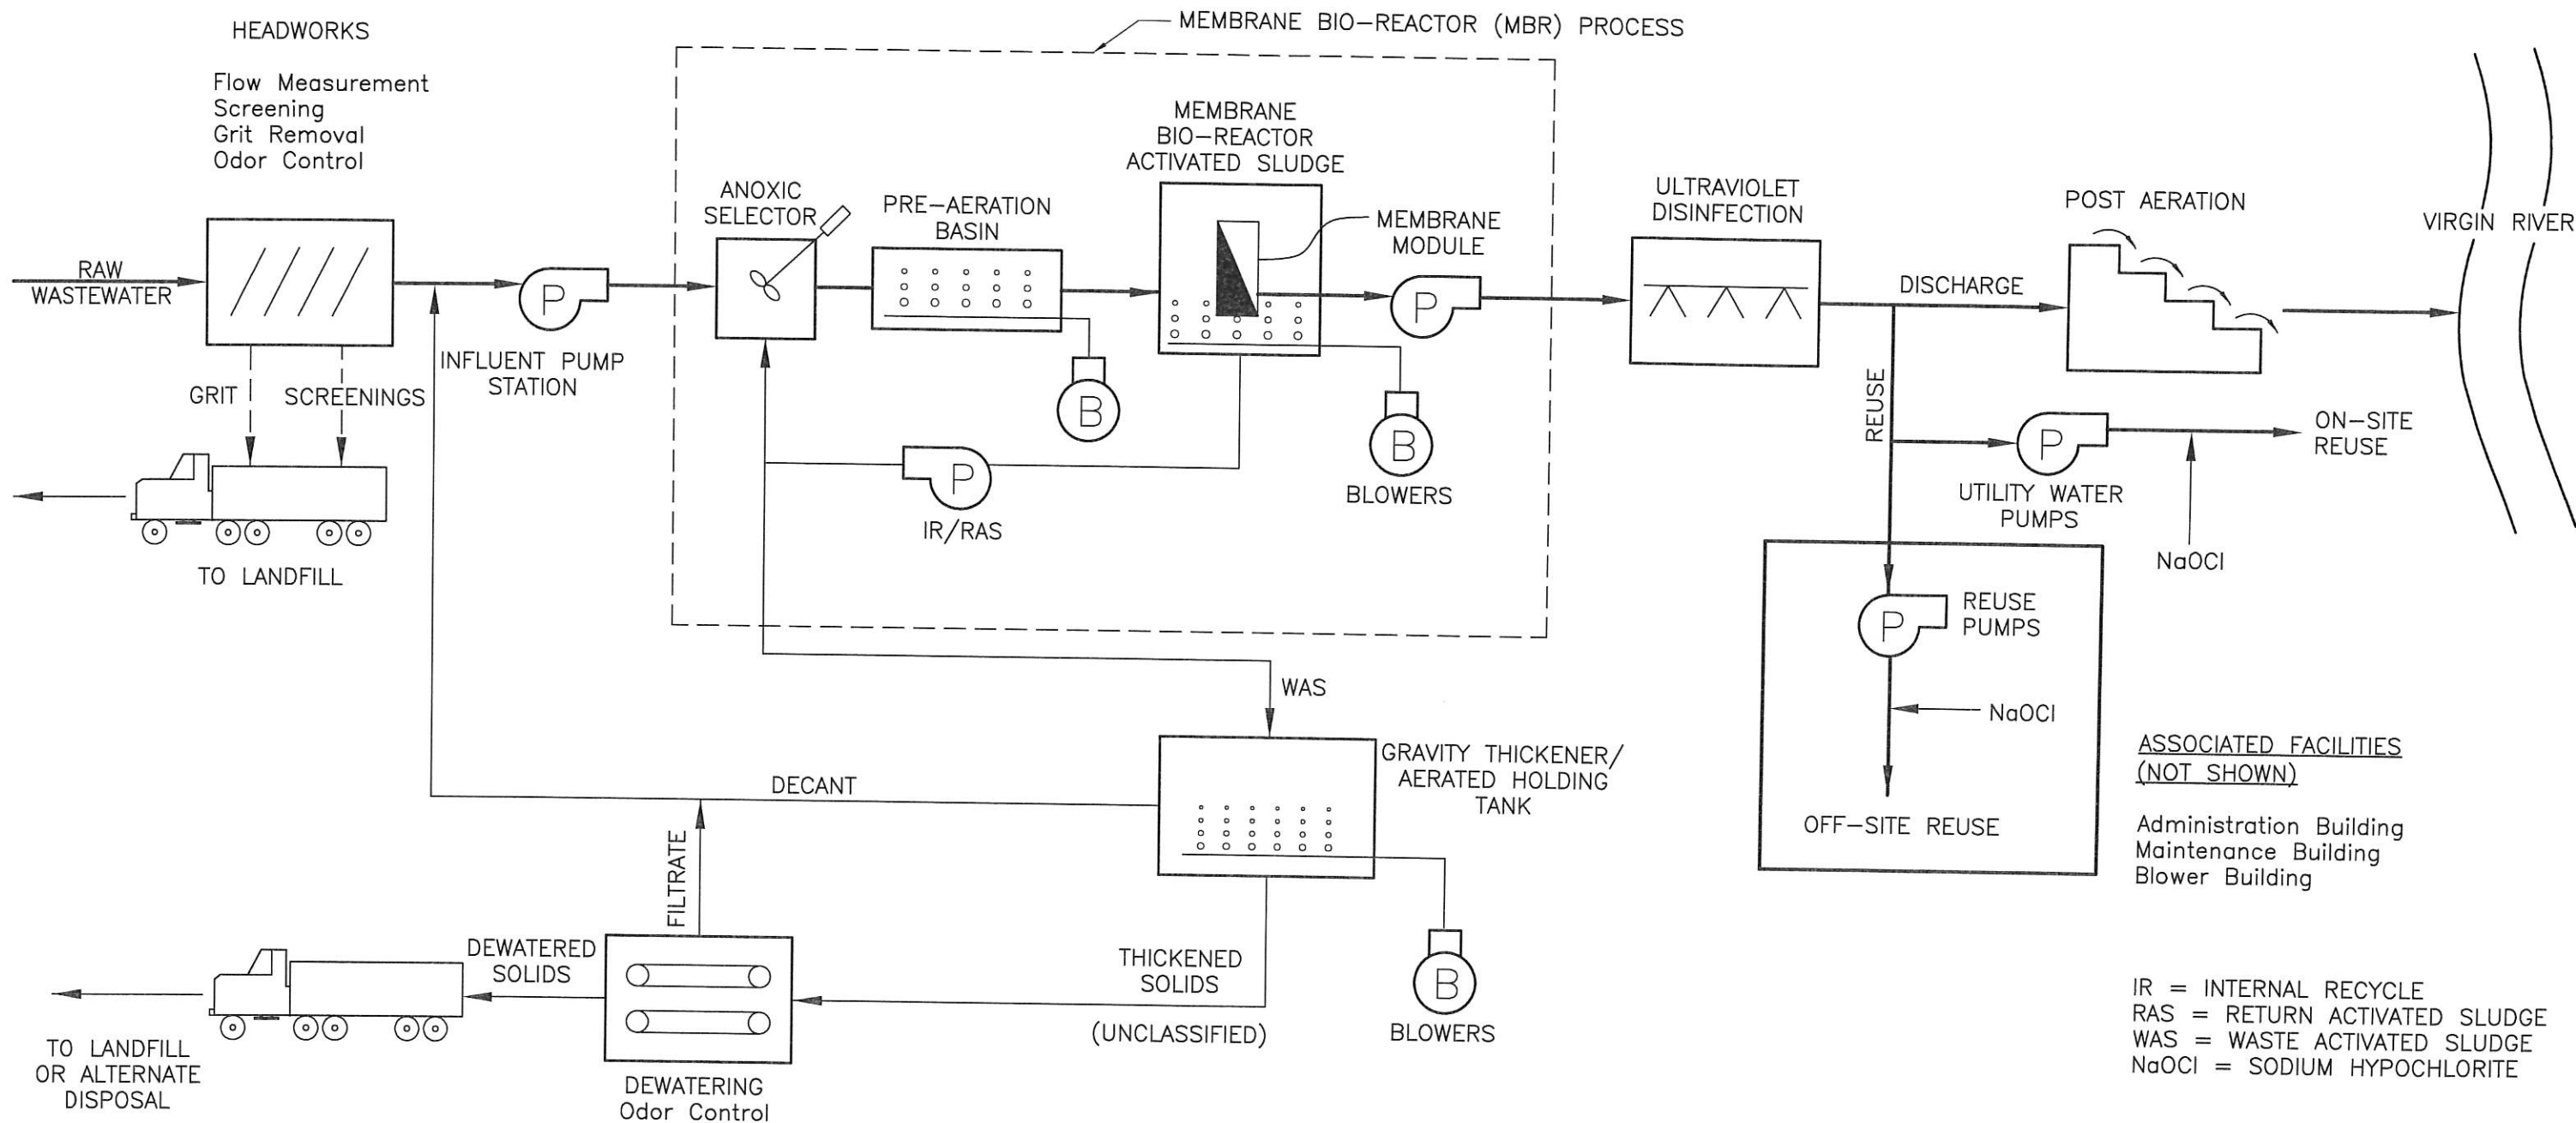 HEADWORKS
Flow Measurement
Screening
Grit Removal
Odor Control
RAW
WASTEWATER
GRIT
SCREENINGS
TO LANDFILL
P
INFLUENT PUMP
STATION
MEMBRANE BIO-REACTOR (MBR) PROCESS
ANOXIC
SELECTOR
PRE-AERATION
BASIN
B
MEMBRANE
BIO-REACTOR
ACTIVATED SLUDGE
MEMBRANE
MODULE
P
B
BLOWERS
P
IR/RAS
ULTRAVIOLET
DISINFECTION
DISCHARGE
POST AERATION
VIRGIN RIVER
REUSE
P
UTILITY WATER
PUMPS
ON-SITE
REUSE
NaOCl
P
REUSE
PUMPS
NaOCl
OFF-SITE REUSE
WAS
GRAVITY THICKENER/
AERATED HOLDING
TANK
DECANT
FILTRATE
B
BLOWERS
THICKENED
SOLIDS
(UNCLASSIFIED)
DEWATERED
SOLIDS
DEWATERING
Odor Control
TO LANDFILL
OR ALTERNATE
DISPOSAL
ASSOCIATED FACILITIES
(NOT SHOWN)
Administration Building
Maintenance Building
Blower Building
IR = INTERNAL RECYCLE
RAS = RETURN ACTIVATED SLUDGE
WAS = WASTE ACTIVATED SLUDGE
NaOCl = SODIUM HYPOCHLORITE